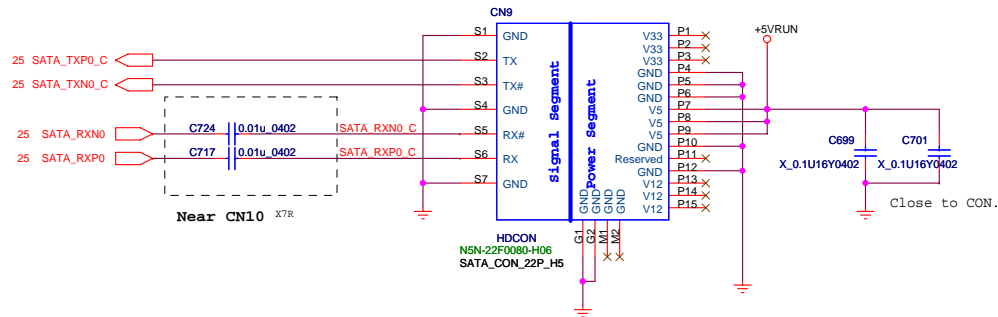 CN9
+5VRUN
S1 GND
V33 P1
V33 P2
25 SATA_TXP0_C S2 TX
V33 P3
GND P4
25 SATA_TXN0_C S3 TX#
GND P5
GND P6
S4 GND
V5 P7
V5 P8
25 SATA_RXN0 C724 0.01u_0402 SATA_RXN0_C S5 RX#
V5 P9
C699 C701
GND P10
25 SATA_RXP0 C717 0.01u_0402 SATA_RXP0_C S6 RX
Reserved P11
X_0.1U16Y0402 X_0.1U16Y0402
GND P12
S7 GND
V12 P13
V12 P14
V12 P15
Signal Segment
Power Segment
Close to CON.
Near CN10 X7R
GND GND GND GND
G1 G2 M1 M2
HDCON
N5N-22F0080-H06
SATA_CON_22P_H5